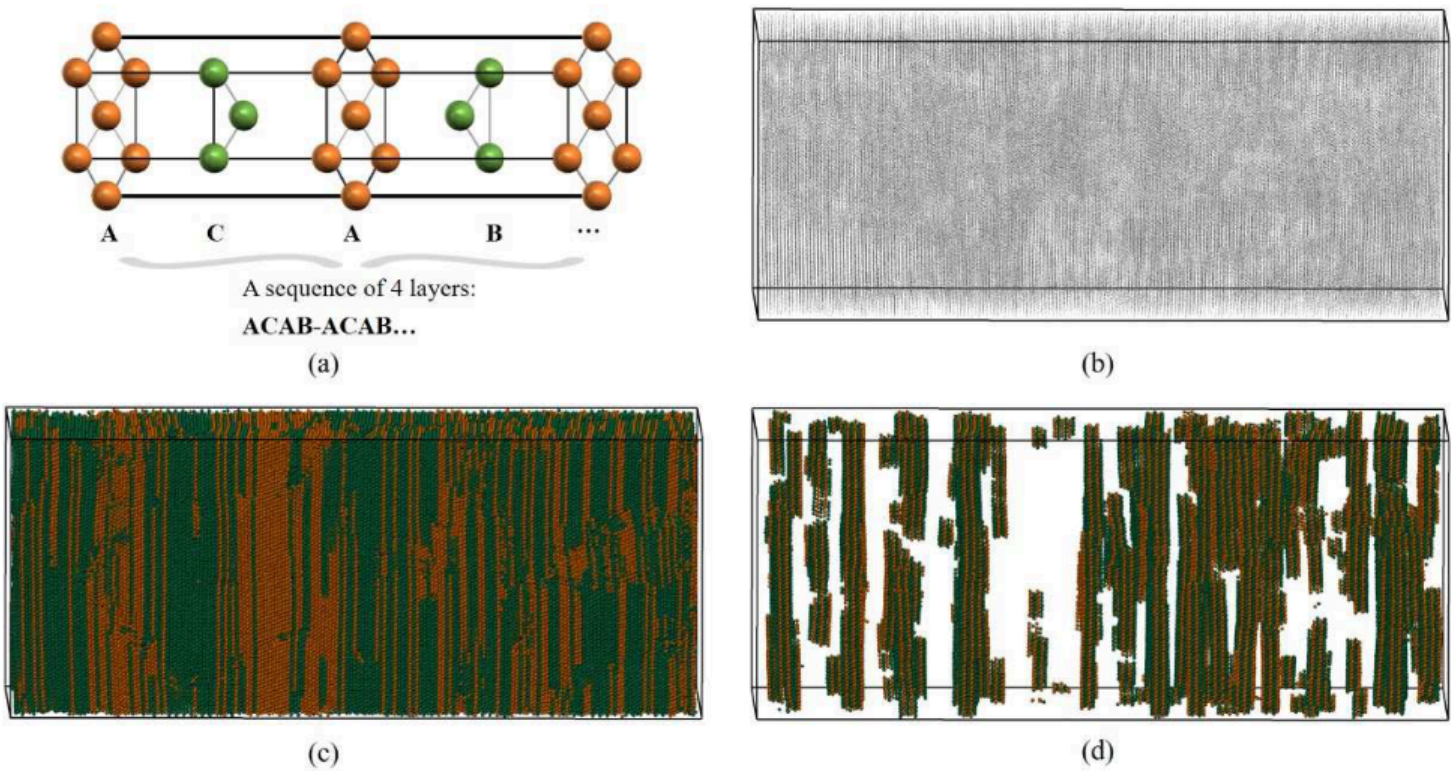 A C A B ...
A sequence of 4 layers:
ACAB-ACAB...
(a)
(b)
(c)
(d)